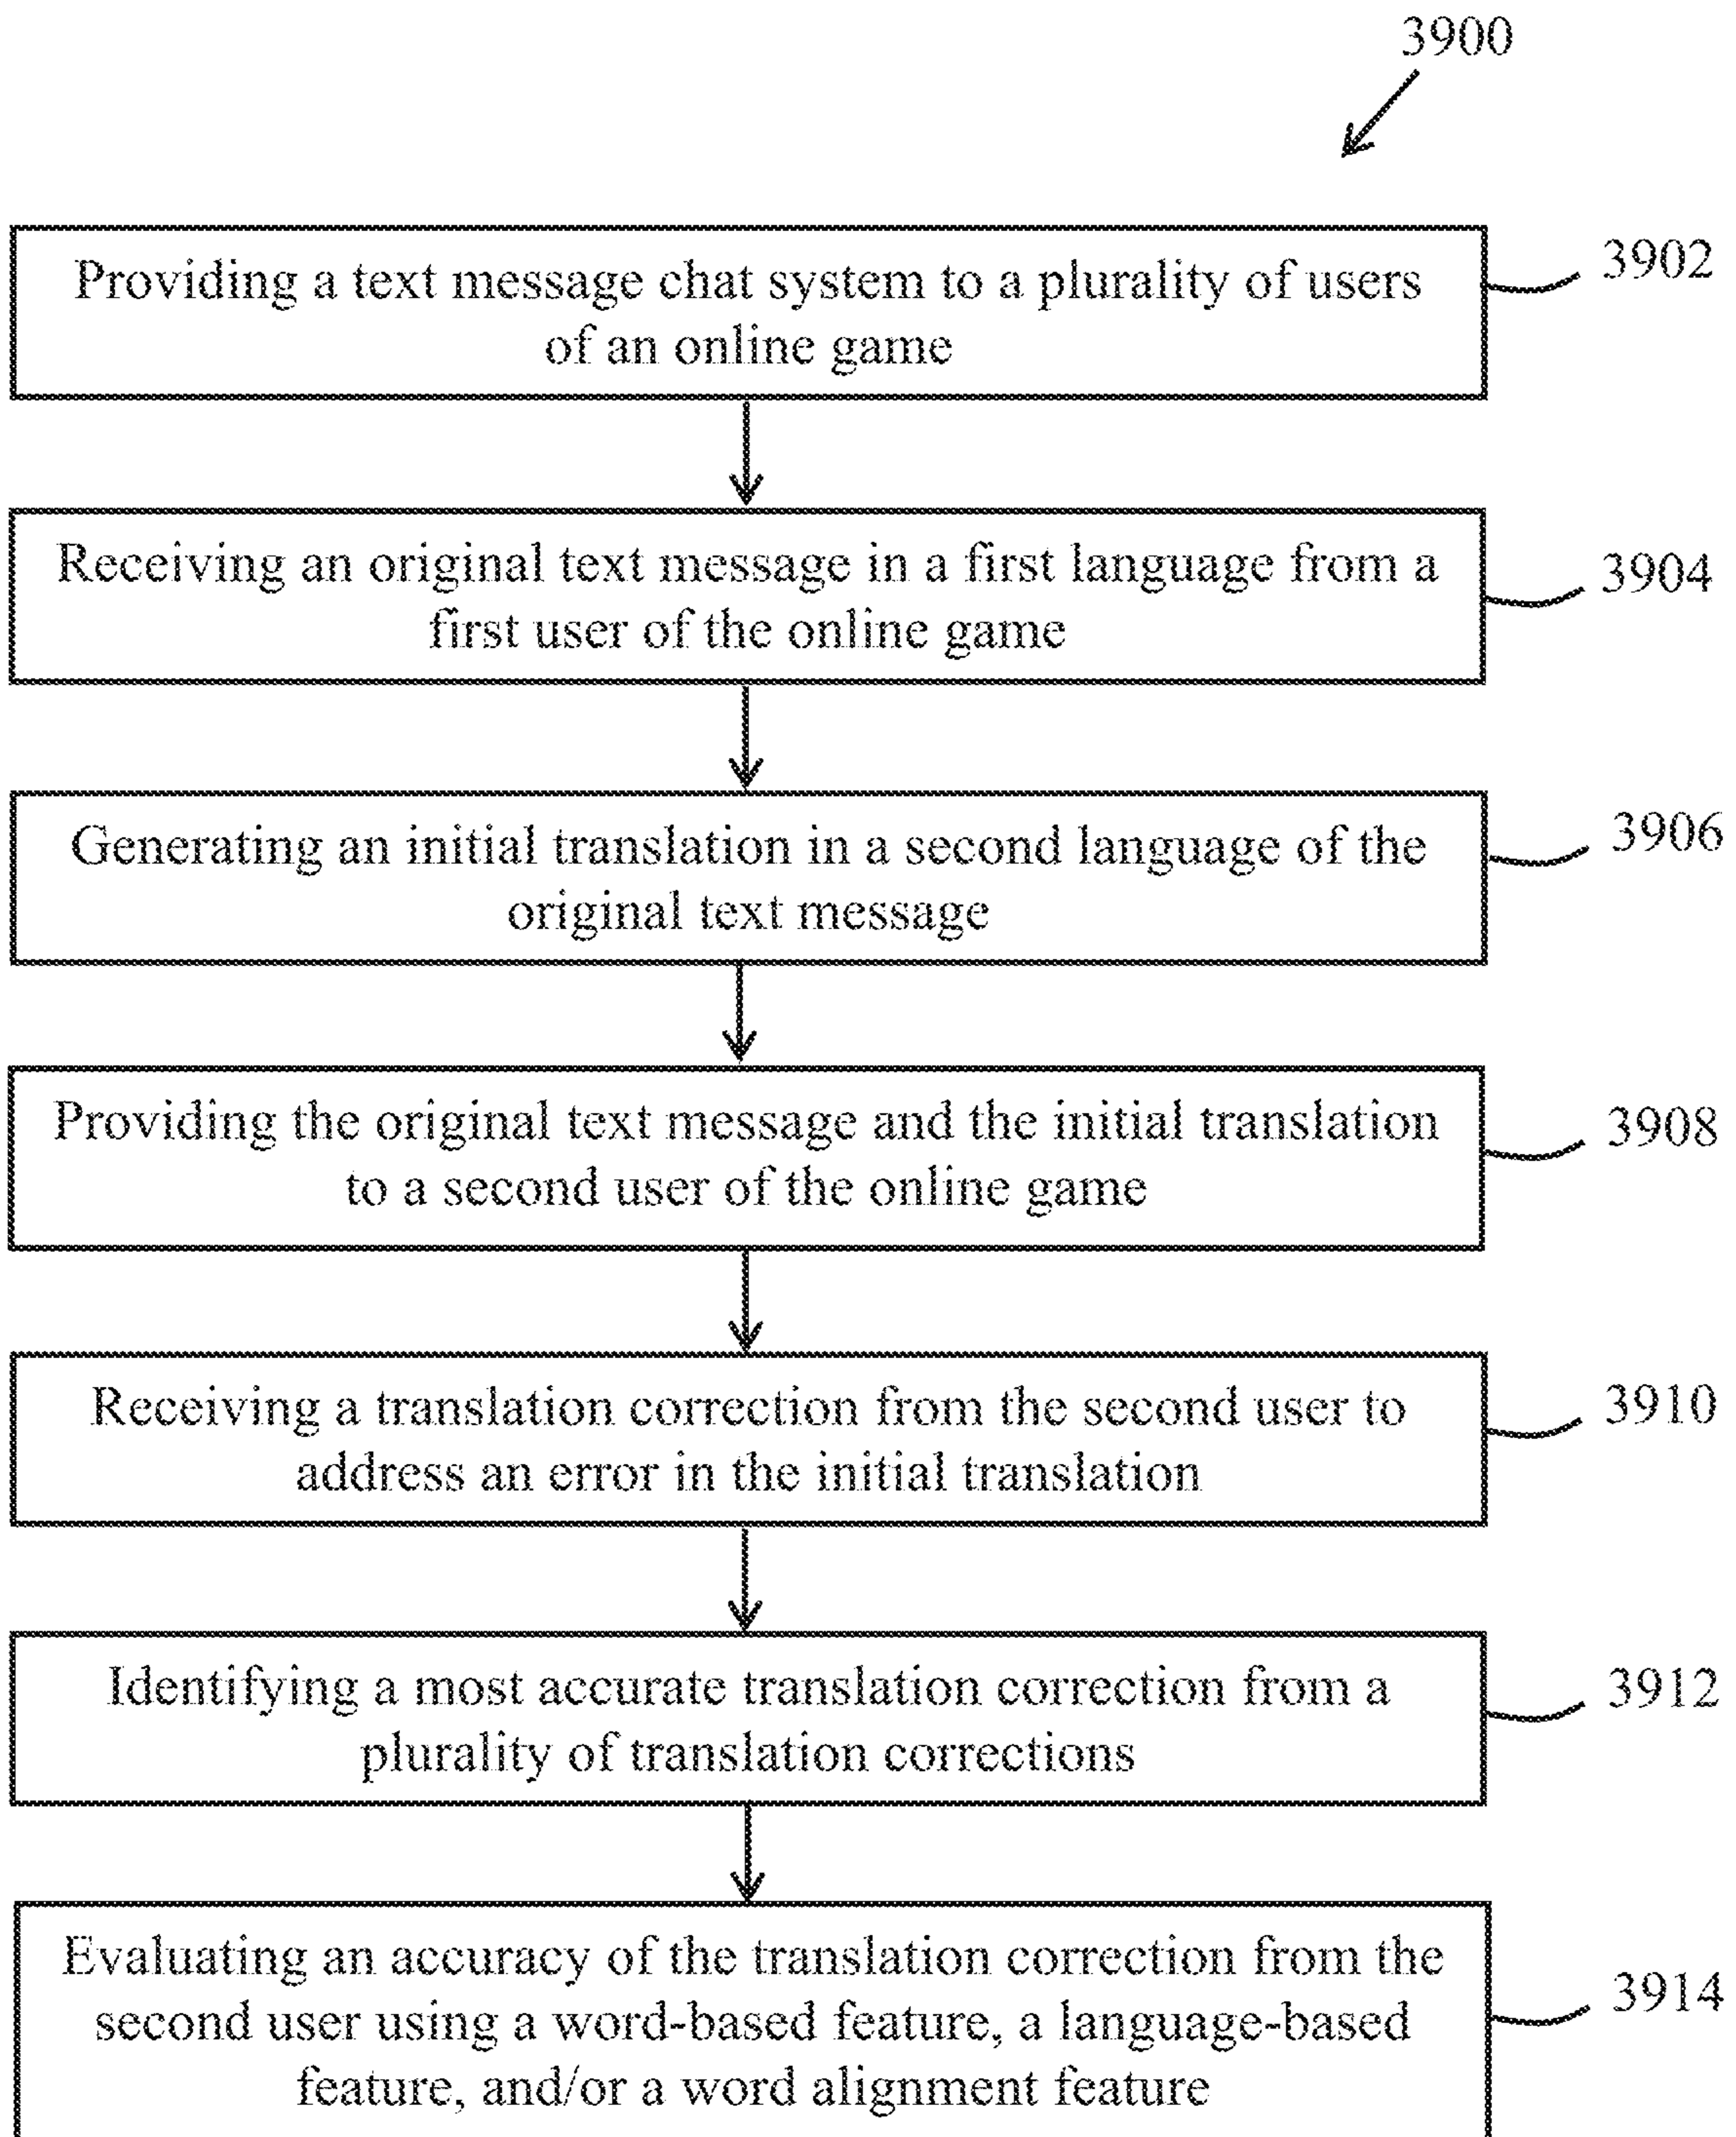 3900
Providing a text message chat system to a plurality of users
of an online game
3902
Receiving an original text message in a first language from a
first user of the online game
3904
Generating an initial translation in a second language of the
original text message
3906
Providing the original text message and the initial translation
to a second user of the online game
3908
Receiving a translation correction from the second user to
address an error in the initial translation
3910
Identifying a most accurate translation correction from a
plurality of translation corrections
3912
Evaluating an accuracy of the translation correction from the
second user using a word-based feature, a language-based
feature, and/or a word alignment feature
3914